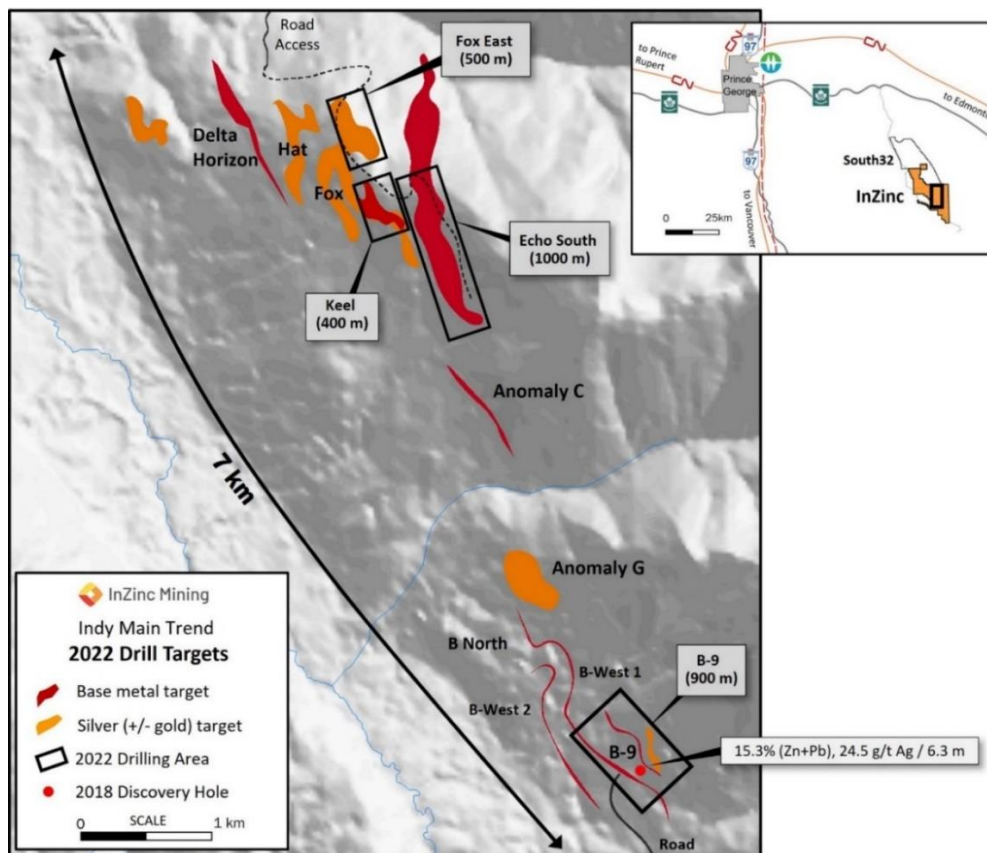 Road
Access
Fox East
(500 m)
Delta
Horizon
Hat
Fox
Echo South
(1000 m)
Keel
(400 m)
Anomaly C
7 km
Anomaly G
B North
B-West 1
B-West 2
B-9
(900 m)
B-9
15.3% (Zn+Pb), 24.5 g/t Ag / 6.3 m
Road
InZinc Mining
Indy Main Trend
2022 Drill Targets
Base metal target
Silver (+/- gold) target
2022 Drilling Area
2018 Discovery Hole
0 SCALE 1 km
to Prince
Rupert
CN
97
CN
Prince
George
to Edmonto
16
16
97
to Vancouver
South32
InZinc
0 25km